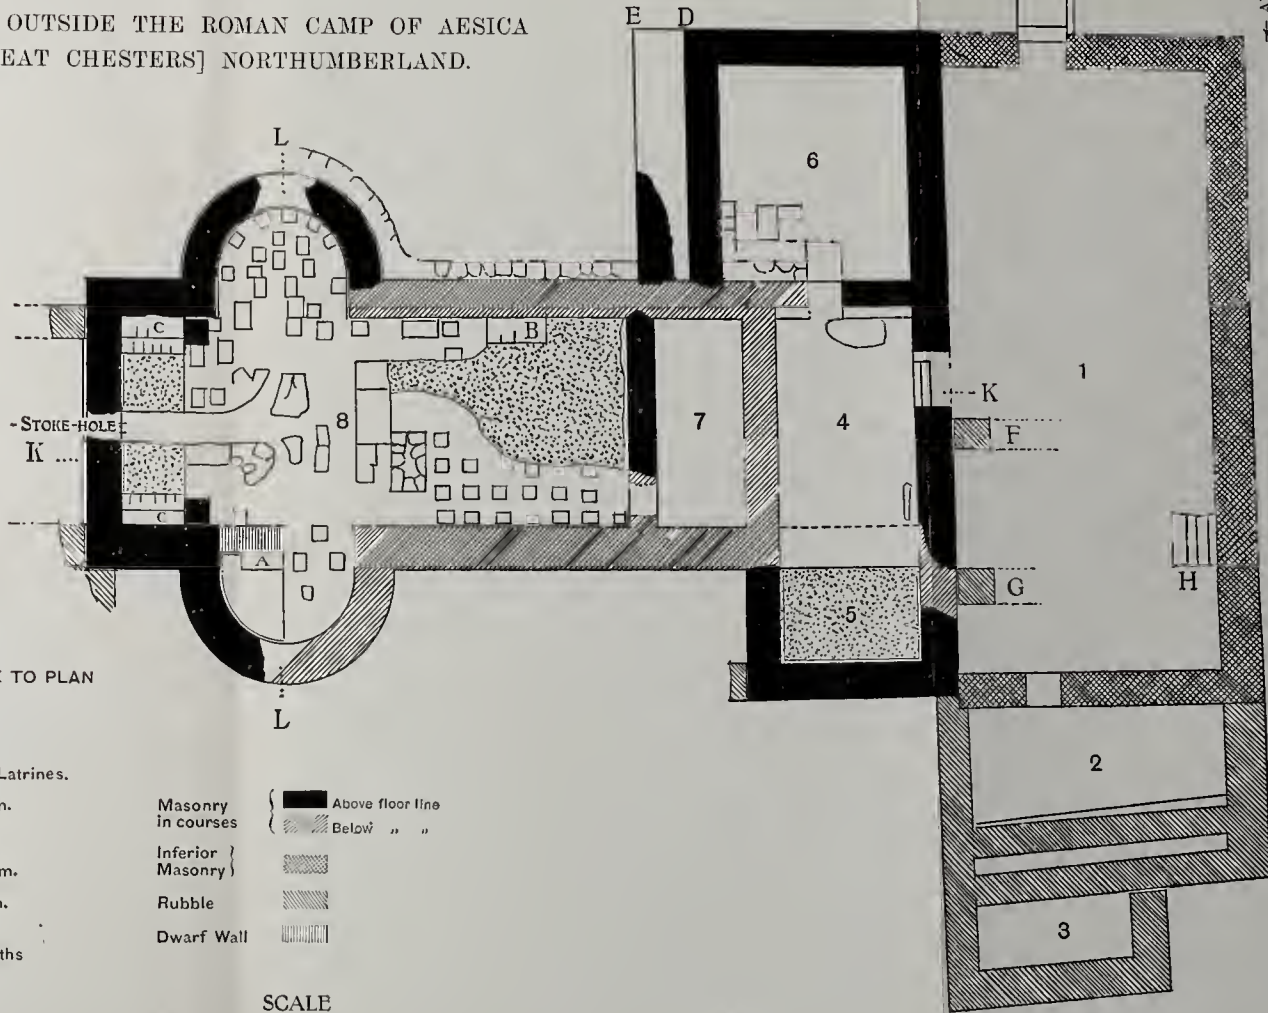 OUTSIDE THE ROMAN CAMP OF AESICA
EAT CHESTERS] NORTHUMBERLAND.
E D
L
6
C
B
1
- STOKE-HOLE
8
7
4
K
F
K ....
C
A
5
G
H
TO PLAN
L
2
Latrines.
Masonry in courses { Above floor line
{ Below „ „
Inferior Masonry }
Rubble
3
Dwarf Wall
ths
SCALE